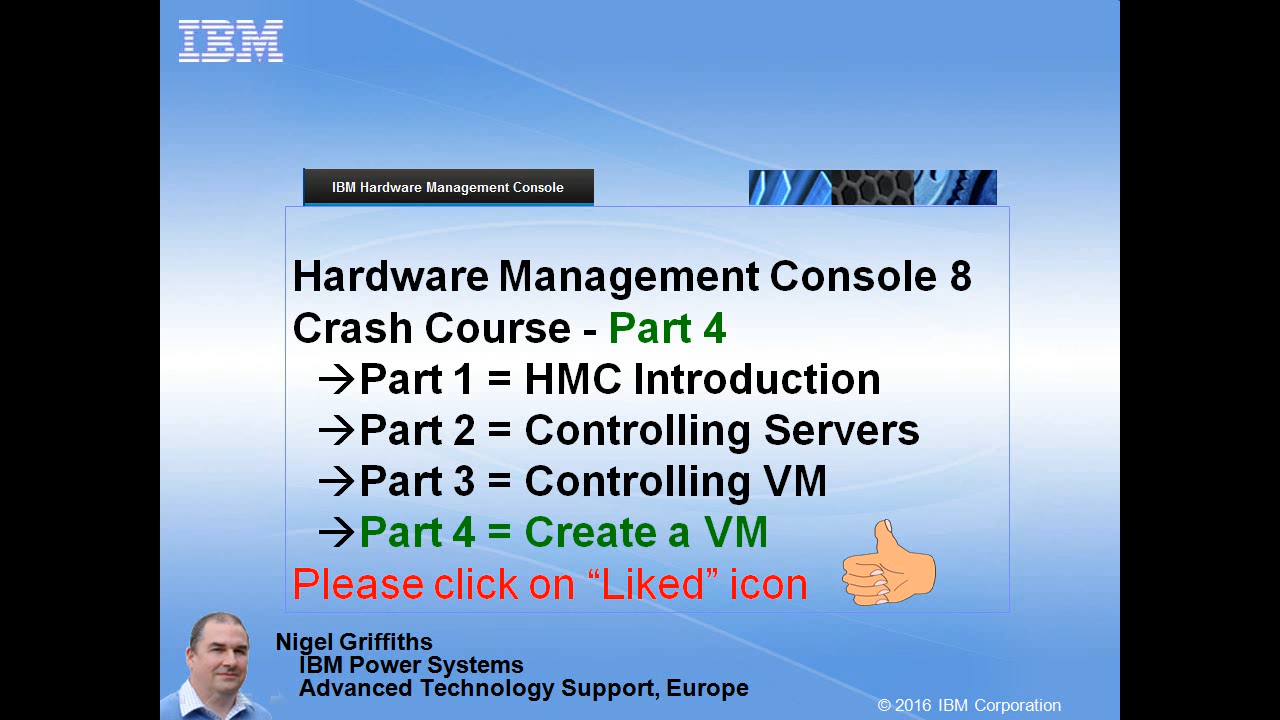 IBM
IBM Hardware Management Console
Hardware Management Console 8
Crash Course - Part 4
→Part 1 = HMC Introduction
→Part 2 = Controlling Servers
→Part 3 = Controlling VM
→Part 4 = Create a VM
Please click on “Liked” icon
Nigel Griffiths
IBM Power Systems
Advanced Technology Support, Europe
© 2016 IBM Corporation